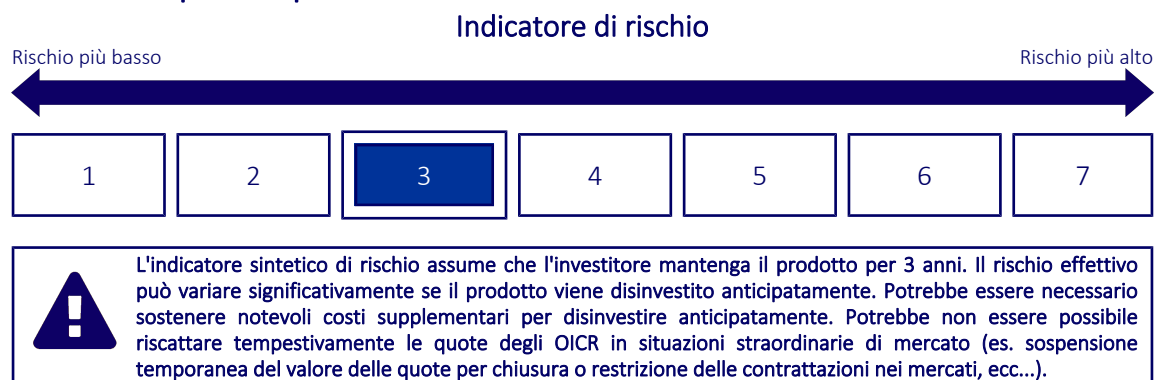 Indicatore di rischio
Rischio più basso
Rischio più alto
1 2 3 4 5 6 7
L'indicatore sintetico di rischio assume che l'investitore mantenga il prodotto per 3 anni. Il rischio effettivo
può variare significativamente se il prodotto viene disinvestito anticipatamente. Potrebbe essere necessario
sostenere notevoli costi supplementari per disinvestire anticipatamente. Potrebbe non essere possibile
riscattare tempestivamente le quote degli OICR in situazioni straordinarie di mercato (es. sospensione
temporanea del valore delle quote per chiusura o restrizione delle contrattazioni nei mercati, ecc...).